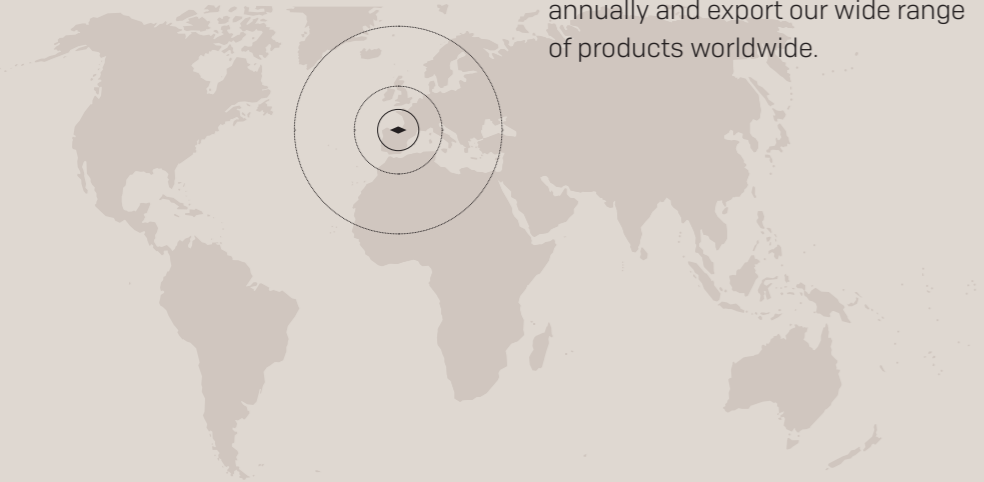 annually and export our wide range
of products worldwide.